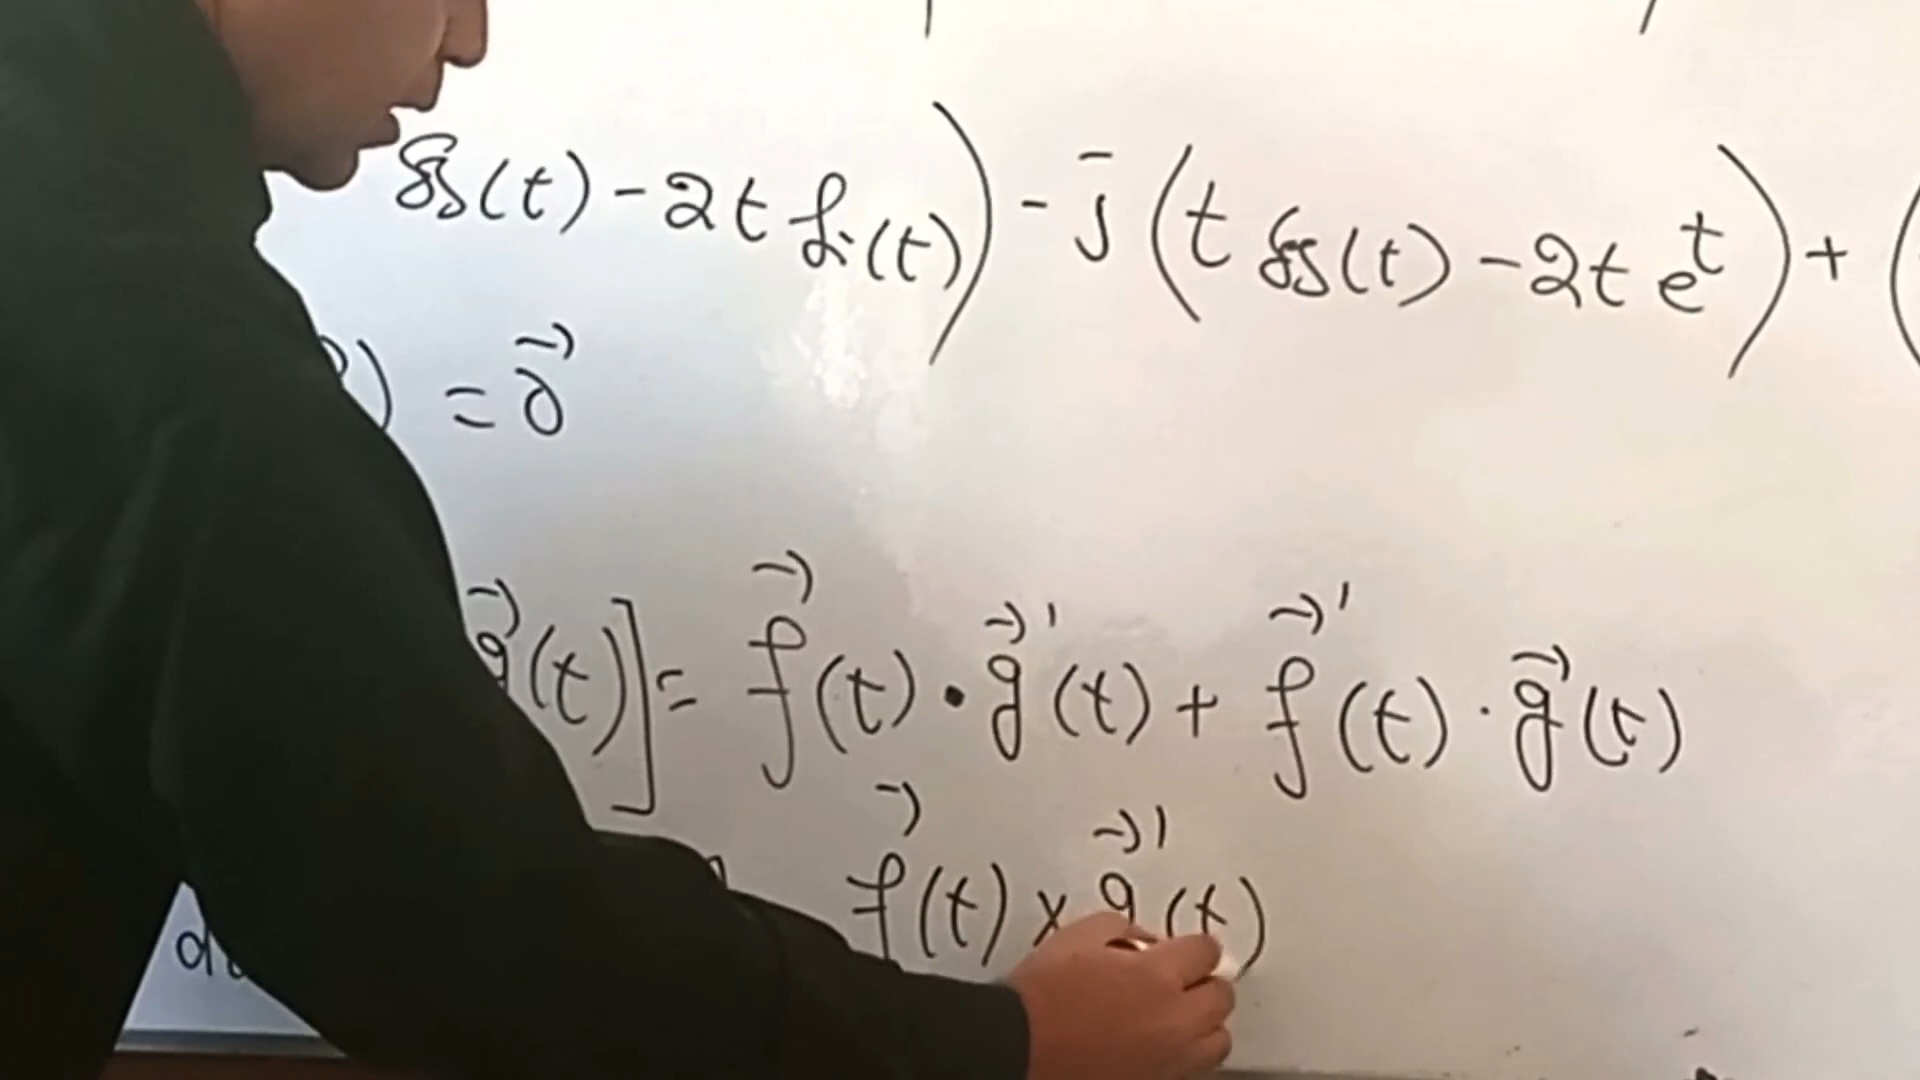 cos(t) - 2t sin(t)) - j̄ (t cos(t) - 2t e^t) + (
) = 0⃗
g⃗(t)] = f⃗(t) · g⃗'(t) + f⃗'(t) · g⃗(t)
f⃗(t) × g⃗'(t)